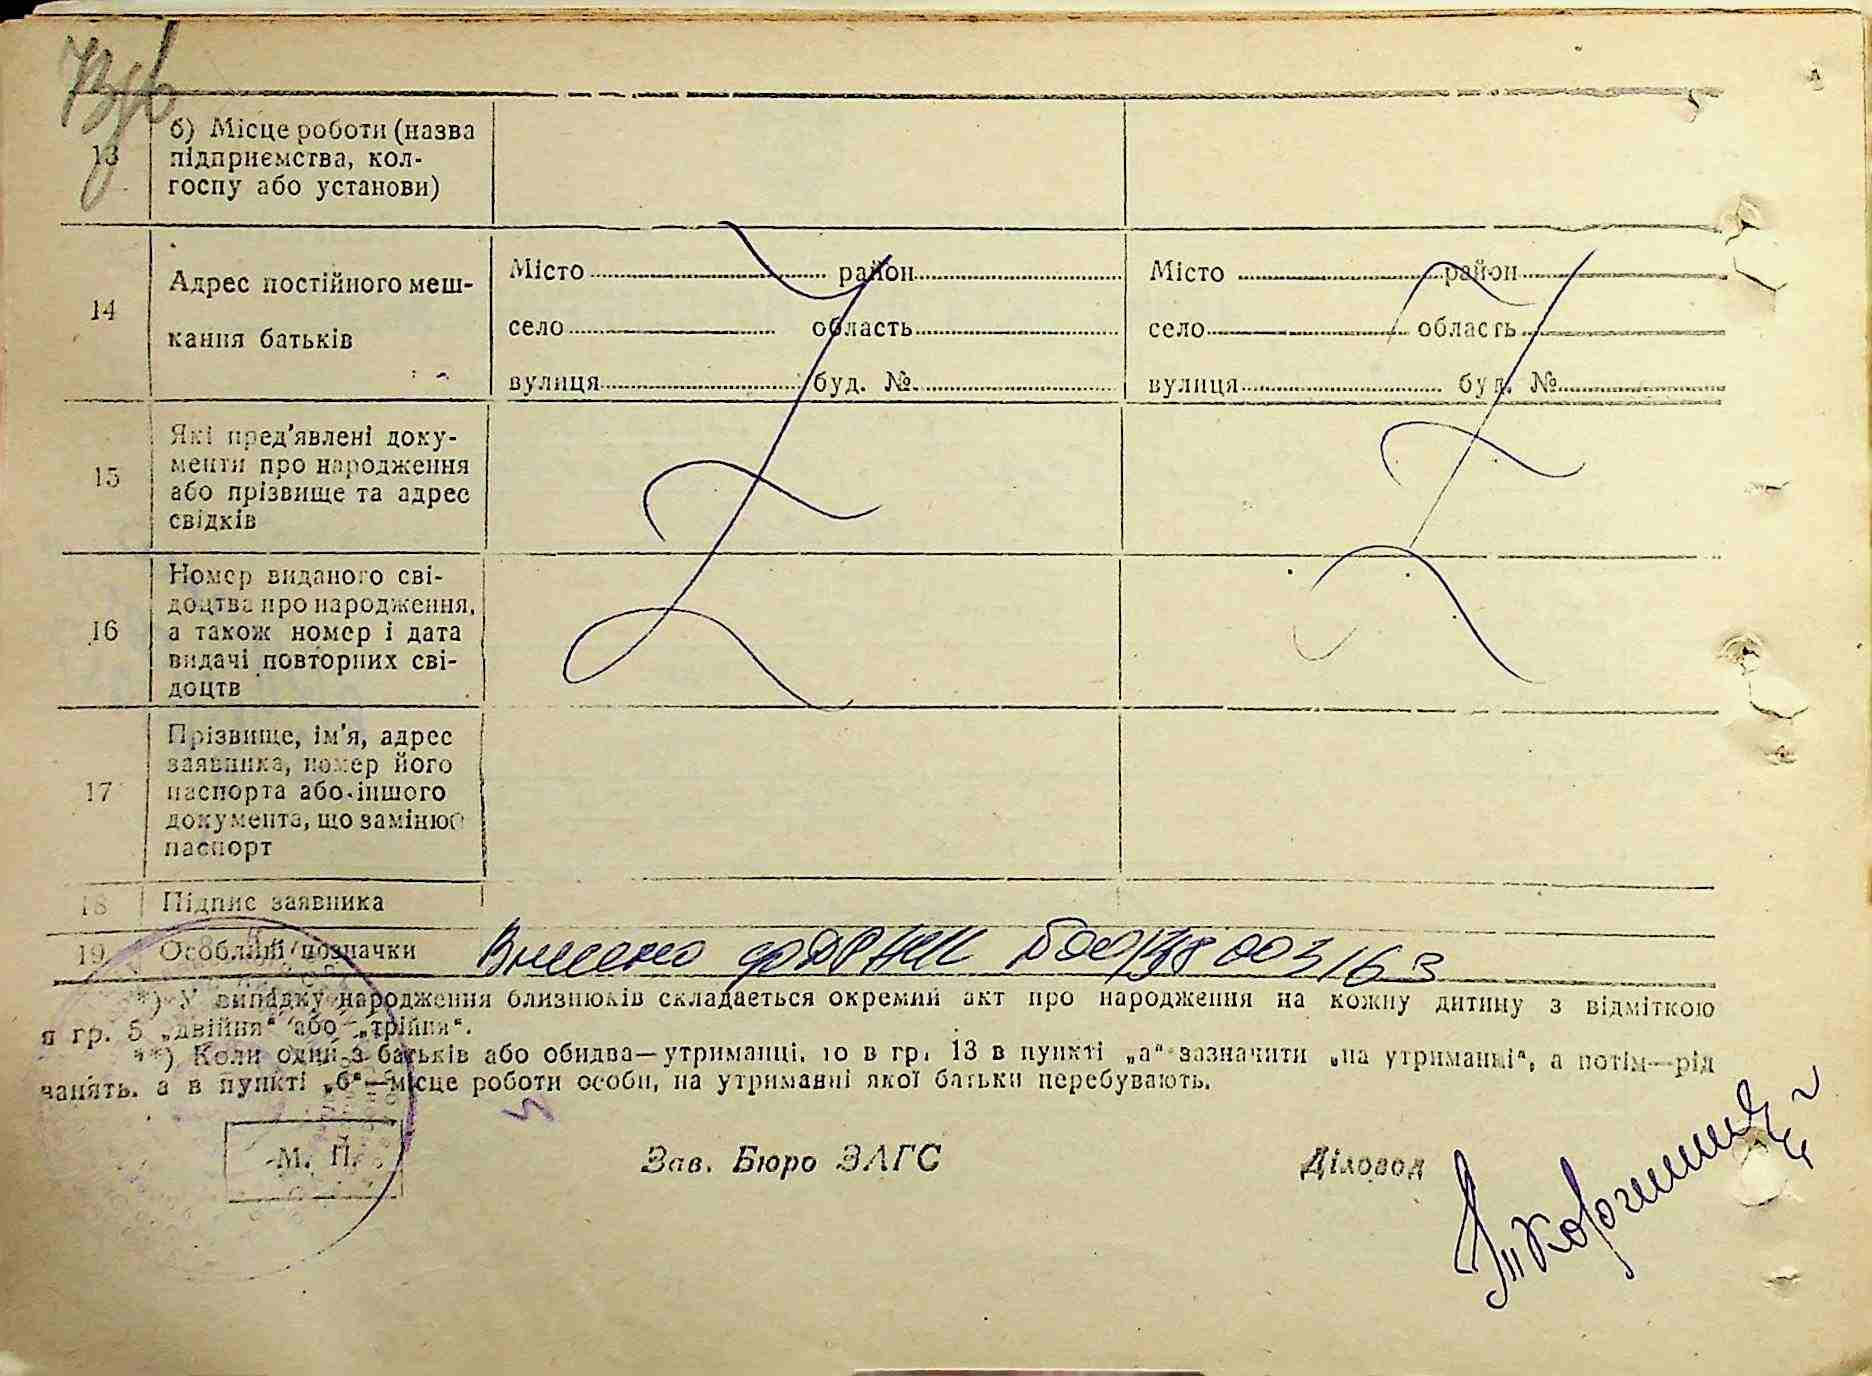 13
б) Місце роботи (назва
підприємства, кол-
госпу або установи)
14
Адрес постійного меш-
кання батьків
Місто район
село область
вулиця буд. №
Місто район
село область
вулиця буд. №
15
Які пред'явлені доку-
менти про народження
або прізвище та адрес
свідків
16
Номер виданого сві-
доцтва про народження,
а також номер і дата
видачі повторних сві-
доцтв
17
Прізвище, ім'я, адрес
заявника, номер його
паспорта або іншого
документа, що замінює
паспорт
18 Підпис заявника
19 Особливі позначки Внесено
*) У випадку народження близнюків складається окремий акт про народження на кожну дитину з відміткою
в гр. 5 „двійня“ або „трійня“.
**) Коли один з батьків або обидва—утриманці, то в гр. 13 в пункті „а“ зазначити „на утриманні“, а потім—рід
занять, а в пункті „б“—місце роботи особи, на утриманні якої батьки перебувають.
М. П.
Зав. Бюро ЗАГС
Діловод